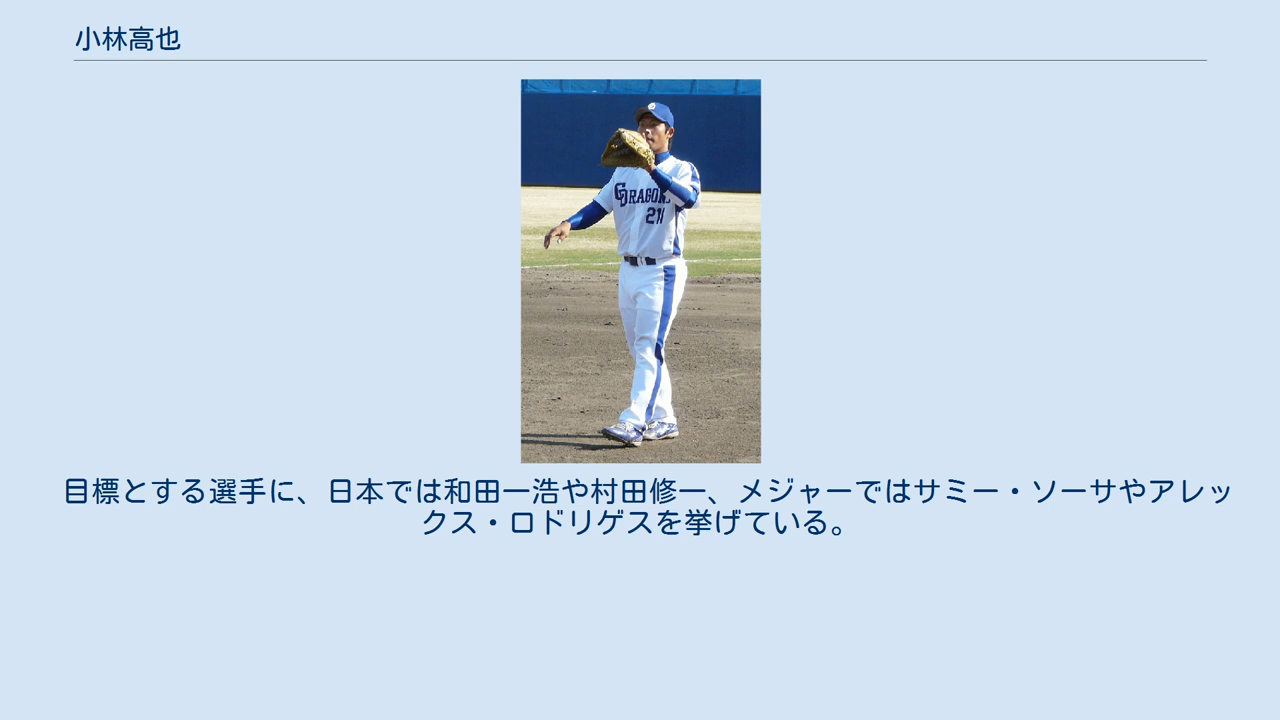 小林高也
DRAGONS
目標とする選手に、日本では和田一浩や村田修一、メジャーではサミー・ソーサやアレッ
クス・ロドリゲスを挙げている。